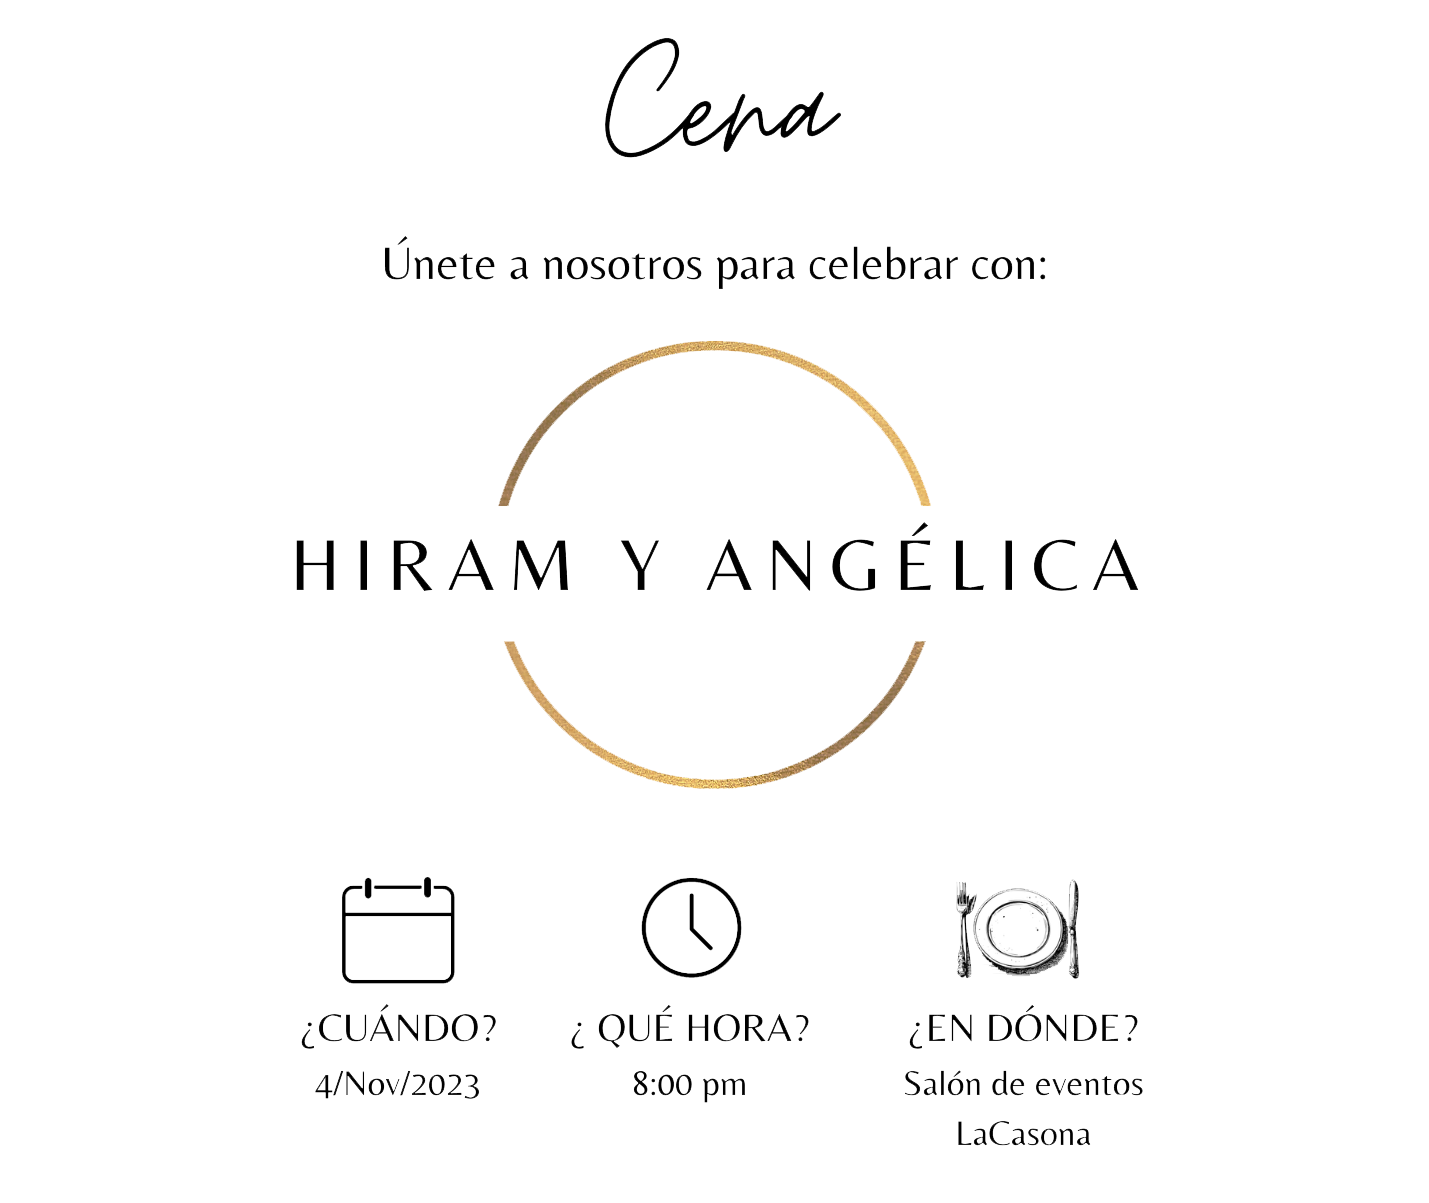 Cena
Únete a nosotros para celebrar con:
HIRAM Y ANGÉLICA
¿CUÁNDO?
4/Nov/2023
¿ QUÉ HORA?
8:00 pm
¿EN DÓNDE?
Salón de eventos
LaCasona